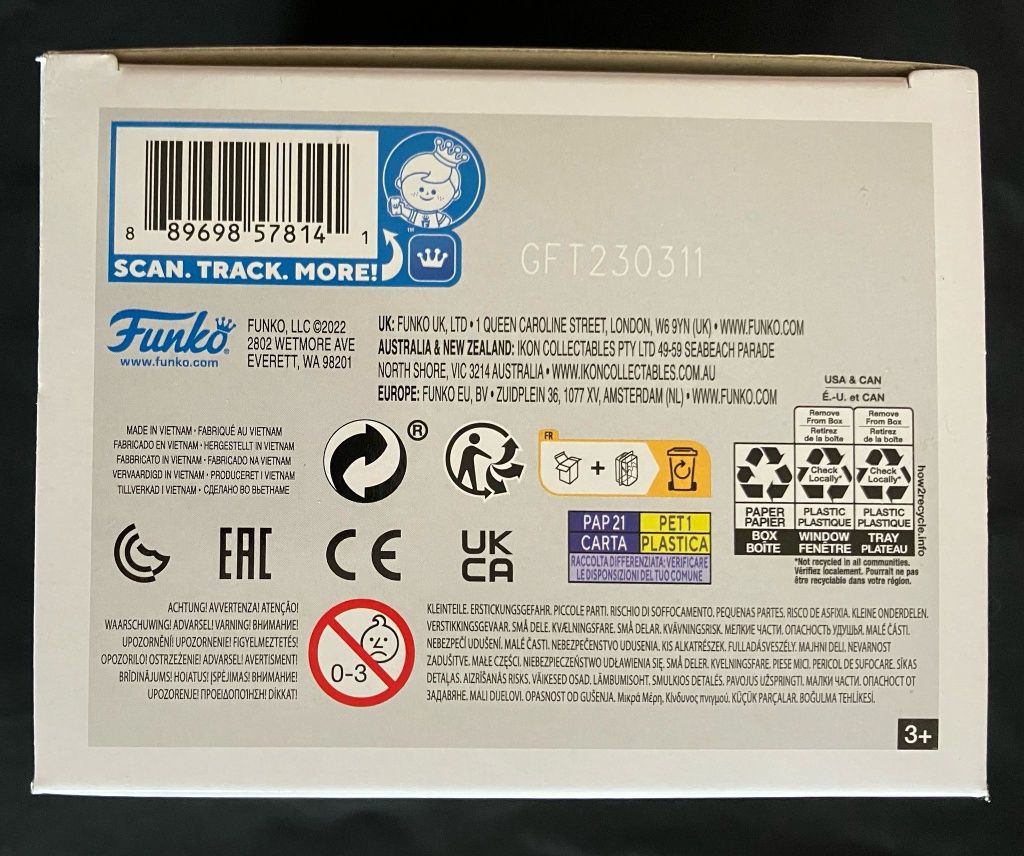 8 89698 57814 1
SCAN. TRACK. MORE!
™
GFT230311
Funko®
www.funko.com
FUNKO, LLC ©2022
2802 WETMORE AVE
EVERETT, WA 98201
UK: FUNKO UK, LTD • 1 QUEEN CAROLINE STREET, LONDON, W6 9YN (UK) • WWW.FUNKO.COM
AUSTRALIA & NEW ZEALAND: IKON COLLECTABLES PTY LTD 49-59 SEABEACH PARADE
NORTH SHORE, VIC 3214 AUSTRALIA • WWW.IKONCOLLECTABLES.COM.AU
EUROPE: FUNKO EU, BV • ZUIDPLEIN 36, 1077 XV, AMSTERDAM (NL) • WWW.FUNKO.COM
MADE IN VIETNAM • FABRIQUÉ AU VIETNAM
FABRICADO EN VIETNAM • HERGESTELLT IN VIETNAM
FABBRICATO IN VIETNAM • FABRICADO NA VIETNAM
VERVAARDIGD IN VIETNAM • PRODUCERET I VIETNAM
TILLVERKAD I VIETNAM • СДЕЛАНО ВО ВЬЕТНАМЕ
®
FR
+
USA & CAN
É.-U. et CAN
Remove From Box
Retirez de la boîte
Remove From Box
Retirez de la boîte
Check Locally*
Check Locally*
PAPER
PAPIER
BOX
BOÎTE
PLASTIC
PLASTIQUE
WINDOW
FENÊTRE
PLASTIC
PLASTIQUE
TRAY
PLATEAU
*Not recycled in all communities.
Vérifiez localement. Pourrait ne pas
être recyclable dans votre région.
how2recycle.info
EAC
CE
UK
CA
PAP 21 PET 1
CARTA PLASTICA
RACCOLTA DIFFERENZIATA: VERIFICARE
LE DISPONSIZIONI DEL TUO COMUNE
ACHTUNG! AVVERTENZA! ATENÇÃO!
WAARSCHUWING! ADVARSEL! VARNING! ВНИМАНИЕ!
UPOZORNĚNÍ! UPOZORNENIE! FIGYELMEZTETÉS!
OPOZORILO! OSTRZEŻENIE! ADVARSEL! AVERTISMENT!
BRĪDINĀJUMS! HOIATUS! ĮSPĖJIMAS! ВНИМАНИЕ!
UPOZORENJE! ΠΡΟΕΙΔΟΠΟΙΗΣΗ! DİKKAT!
0-3
KLEINTEILE. ERSTICKUNGSGEFAHR. PICCOLE PARTI. RISCHIO DI SOFFOCAMENTO. PEQUENAS PARTES. RISCO DE ASFIXIA. KLEINE ONDERDELEN.
VERSTIKKINGSGEVAAR. SMÅ DELE. KVÆLNINGSFARE. SMÅ DELAR. KVÄVNINGSRISK. МЕЛКИЕ ЧАСТИ. ОПАСНОСТЬ УДУШЬЯ. MALÉ ČÁSTI.
NEBEZPEČÍ UDUŠENÍ. MALÉ ČASTI. NEBEZPEČENSTVO UDUSENIA. KIS ALKATRÉSZEK. FULLADÁSVESZÉLY. MAJHNI DELI. NEVARNOST
ZADUŠITVE. MAŁE CZĘŚCI. NIEBEZPIECZEŃSTWO UDŁAWIENIA SIĘ. SMÅ DELER. KVELNINGSFARE. PIESE MICI. PERICOL DE SUFOCARE. SĪKAS
DETAĻAS. AIZRĪŠANĀS RISKS. VÄIKESED OSAD. LÄMBUMISOHT. SMULKIOS DETALĖS. PAVOJUS UŽSPRINGTI. МАЛКИ ЧАСТИ. ОПАСНОСТ ОТ
ЗАДАВЯНЕ. MALI DIJELOVI. OPASNOST OD GUŠENJA. Μικρά Μέρη. Κίνδυνος πνιγμού. KÜÇÜK PARÇALAR. BOĞULMA TEHLİKESİ.
3+